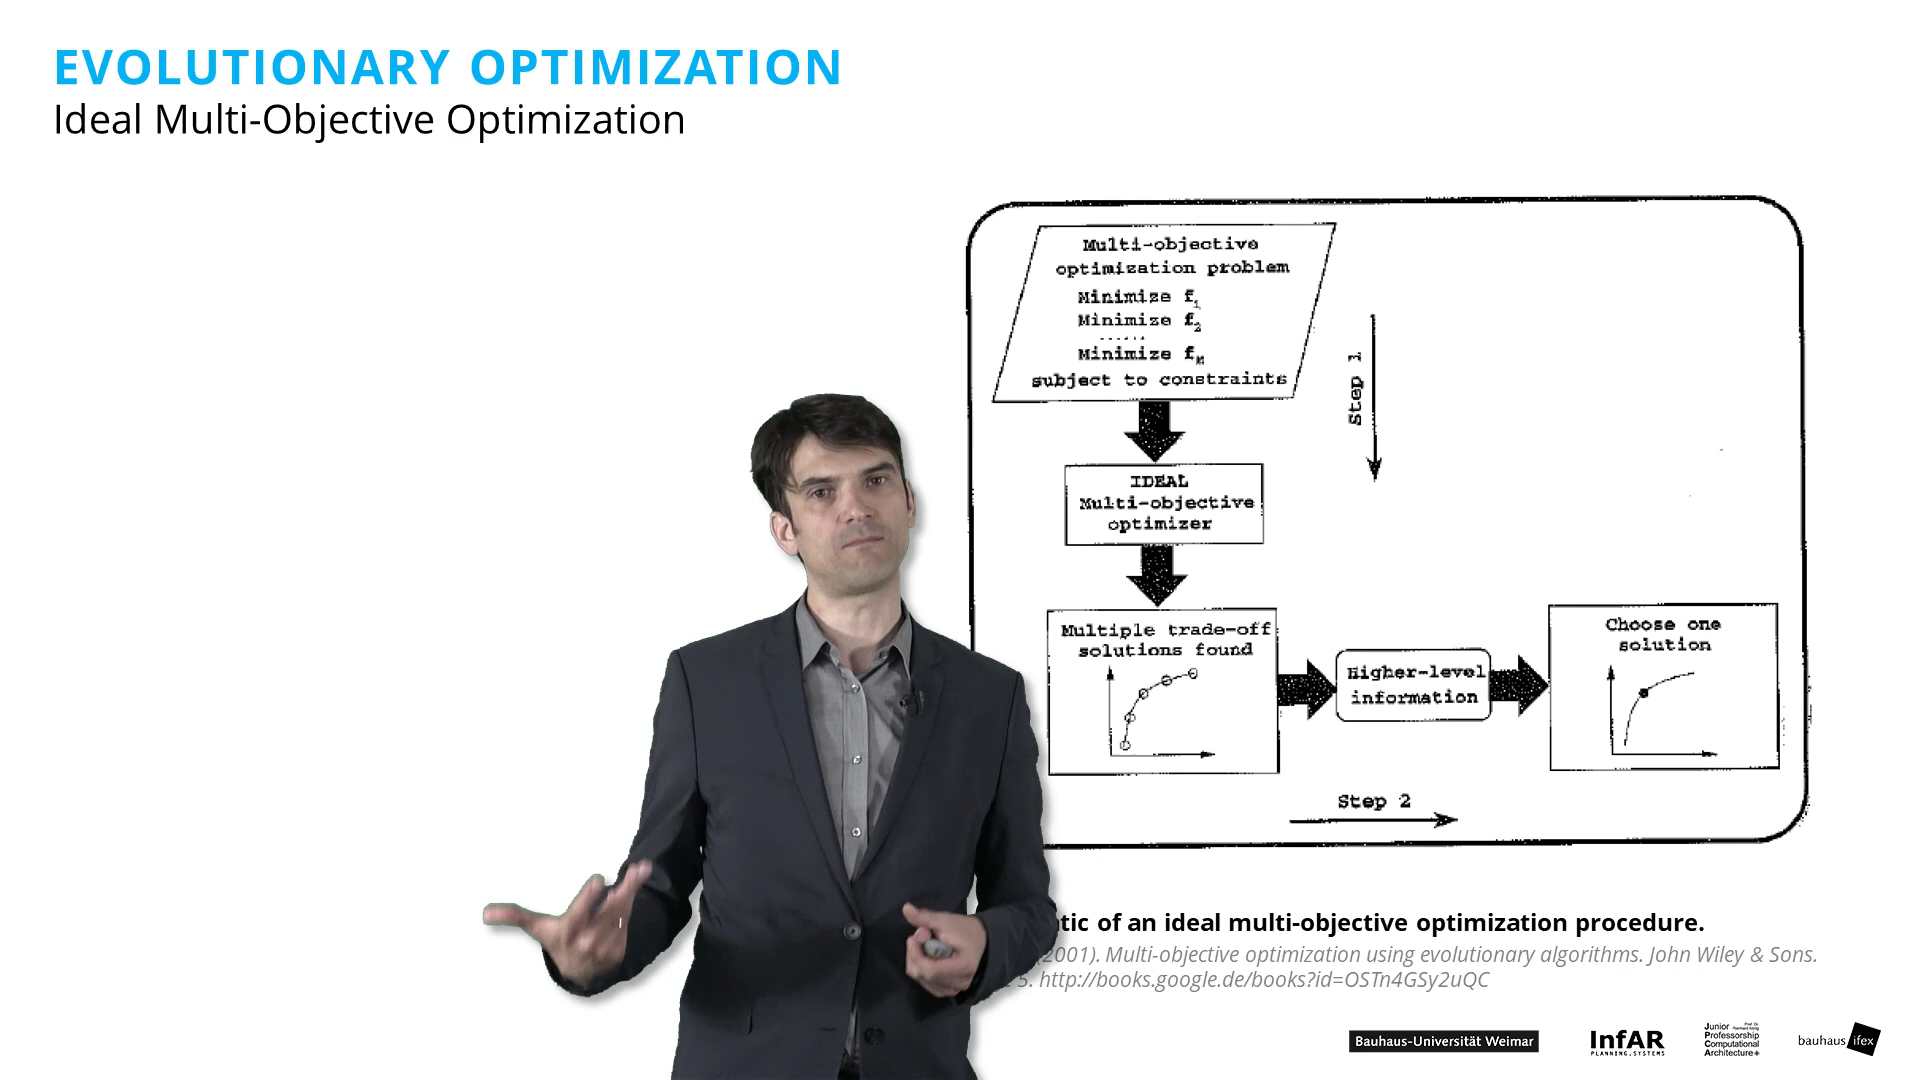 EVOLUTIONARY OPTIMIZATION
Ideal Multi-Objective Optimization
Multi-objective
optimization problem
Minimize f1
Minimize f2
......
Minimize fM
subject to constraints
Step 1
IDEAL
Multi-objective
optimizer
Multiple trade-off
solutions found
Higher-level
information
Choose one
solution
Step 2
tic of an ideal multi-objective optimization procedure.
(2001). Multi-objective optimization using evolutionary algorithms. John Wiley & Sons.
5. http://books.google.de/books?id=OSTn4GSy2uQC
Bauhaus-Universität Weimar
InfAR
PLANNING.SYSTEMS
Junior
Professorship
Computational
Architecture
bauhaus ifex